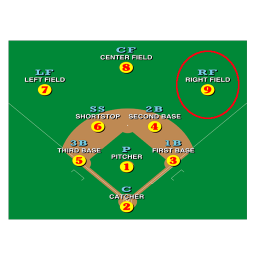 CF
CENTER FIELD
8
LF
LEFT FIELD
7
RF
RIGHT FIELD
9
SS
SHORTSTOP
6
2B
SECOND BASE
4
3B
THIRD BASE
5
P
PITCHER
1
1B
FIRST BASE
3
C
CATCHER
2